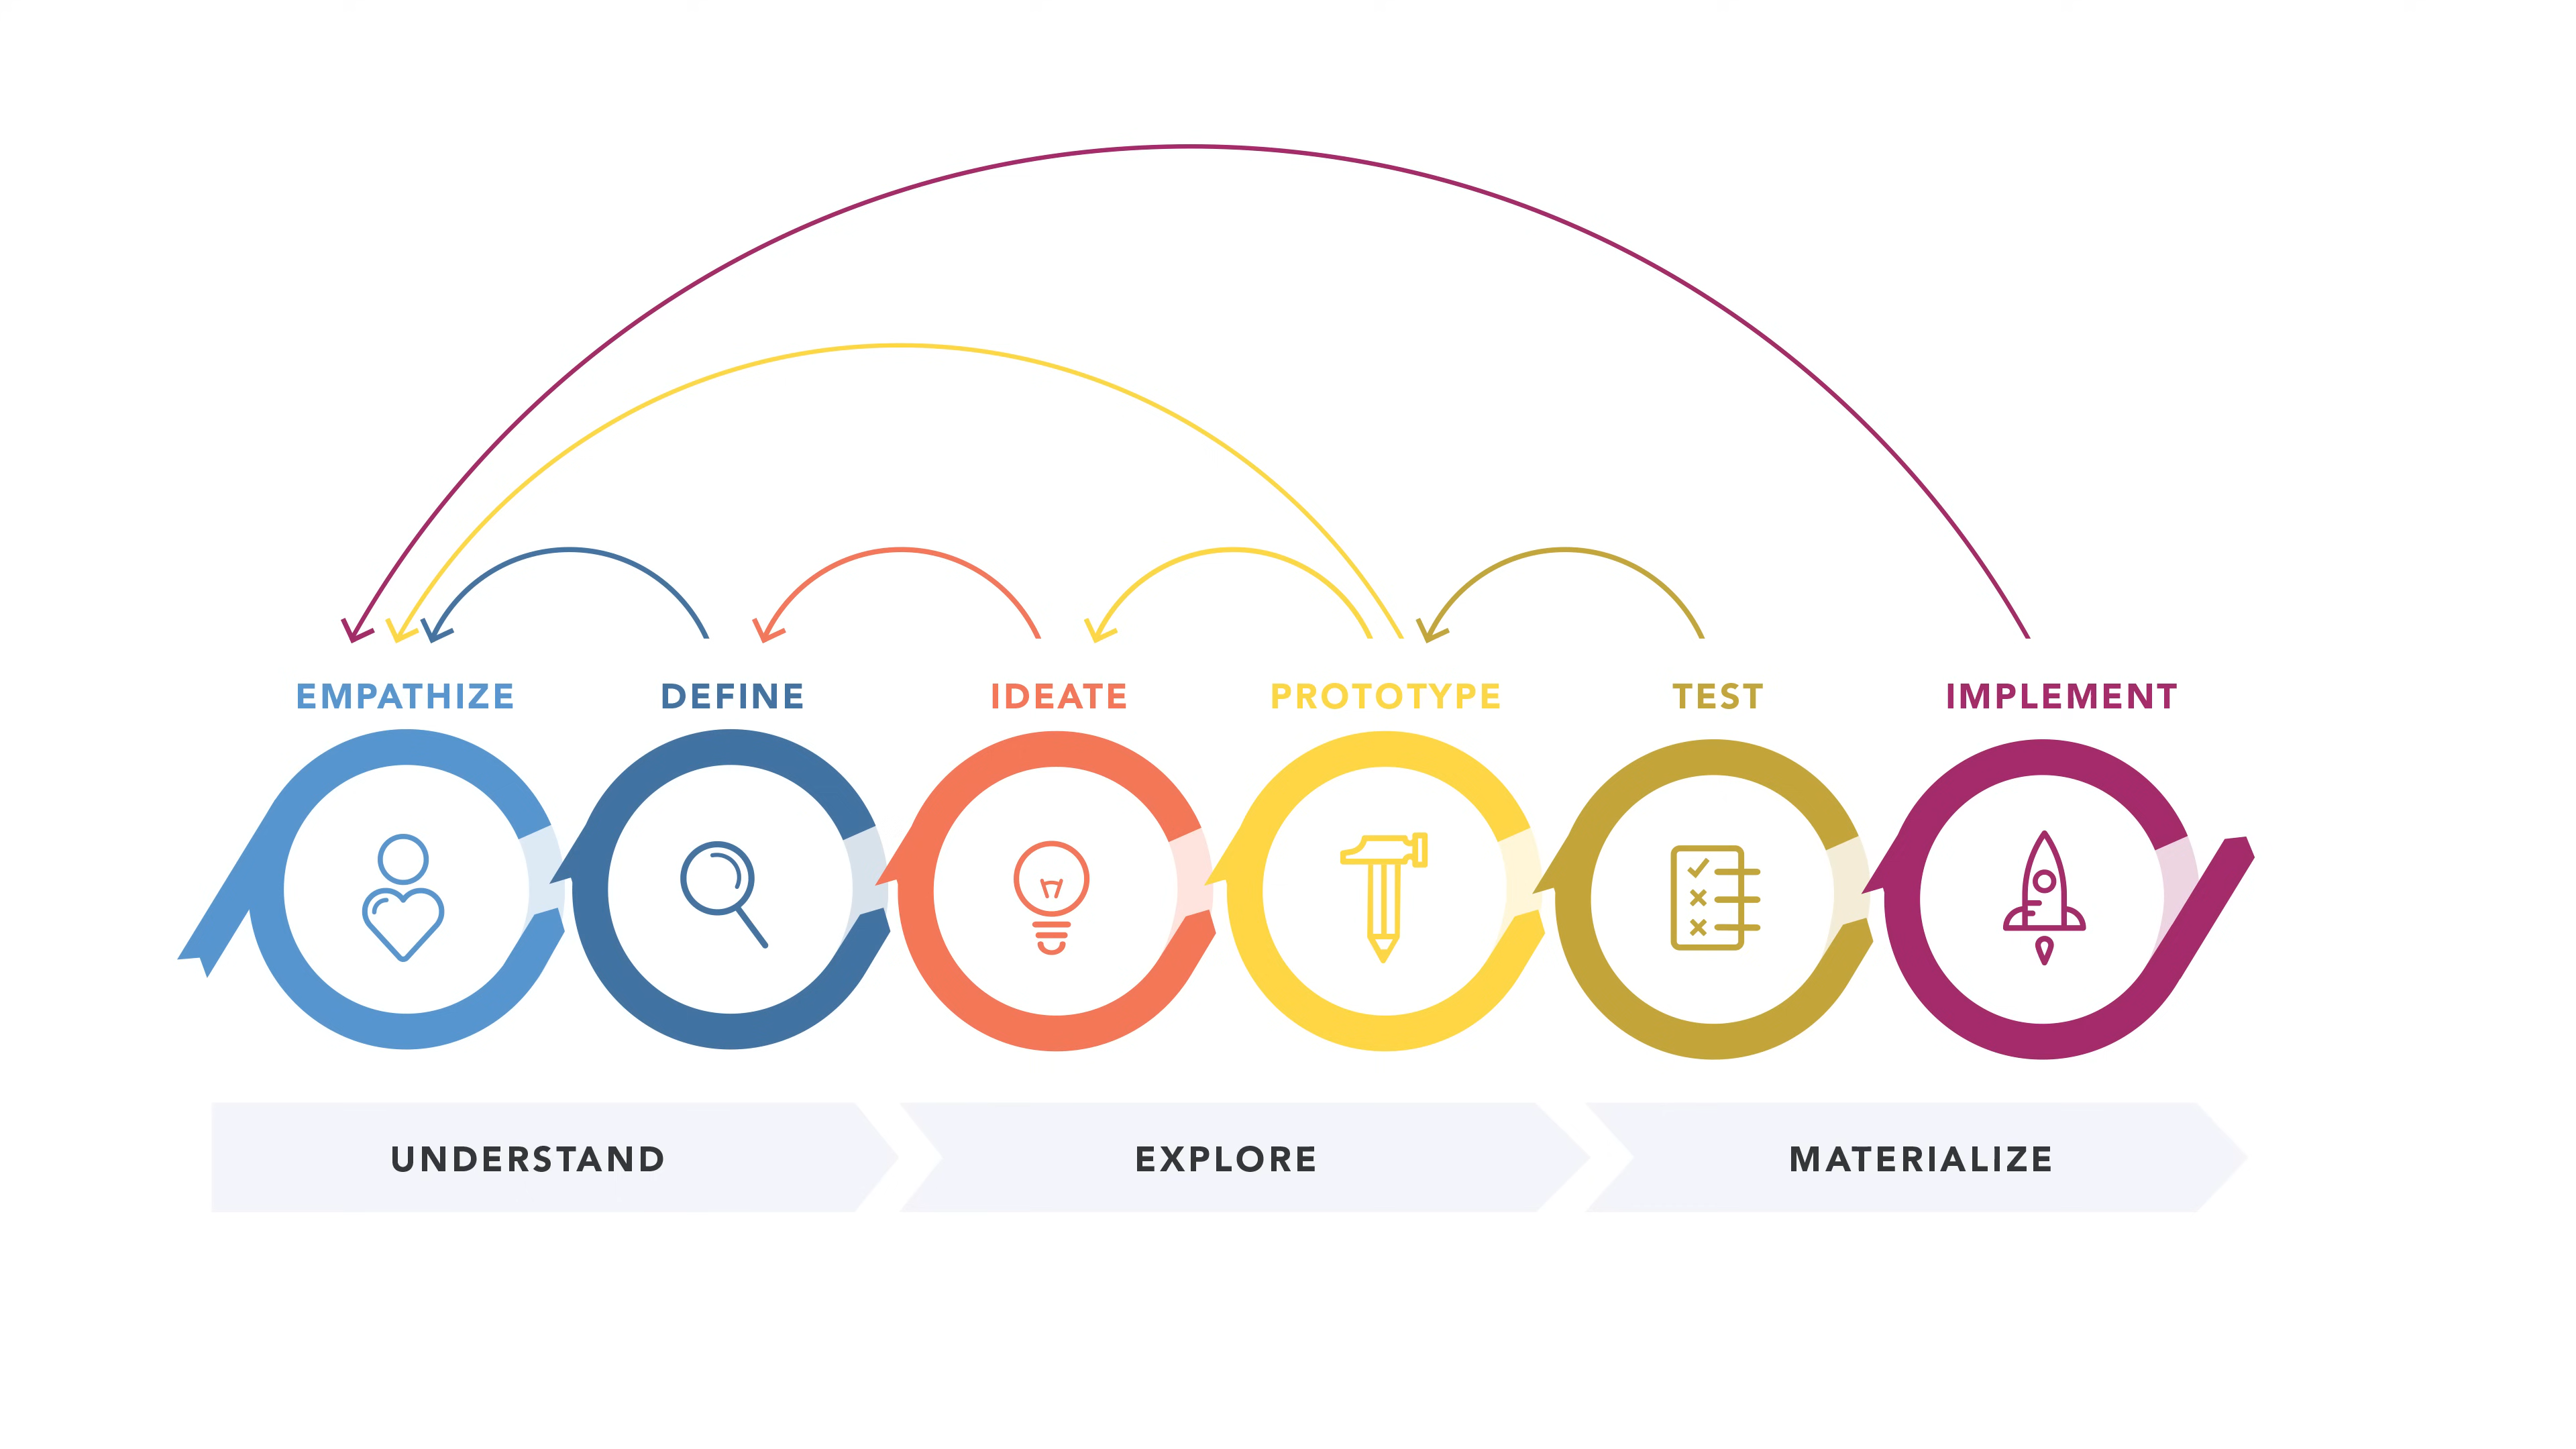 EMPATHIZE
DEFINE
IDEATE
PROTOTYPE
TEST
IMPLEMENT
UNDERSTAND
EXPLORE
MATERIALIZE